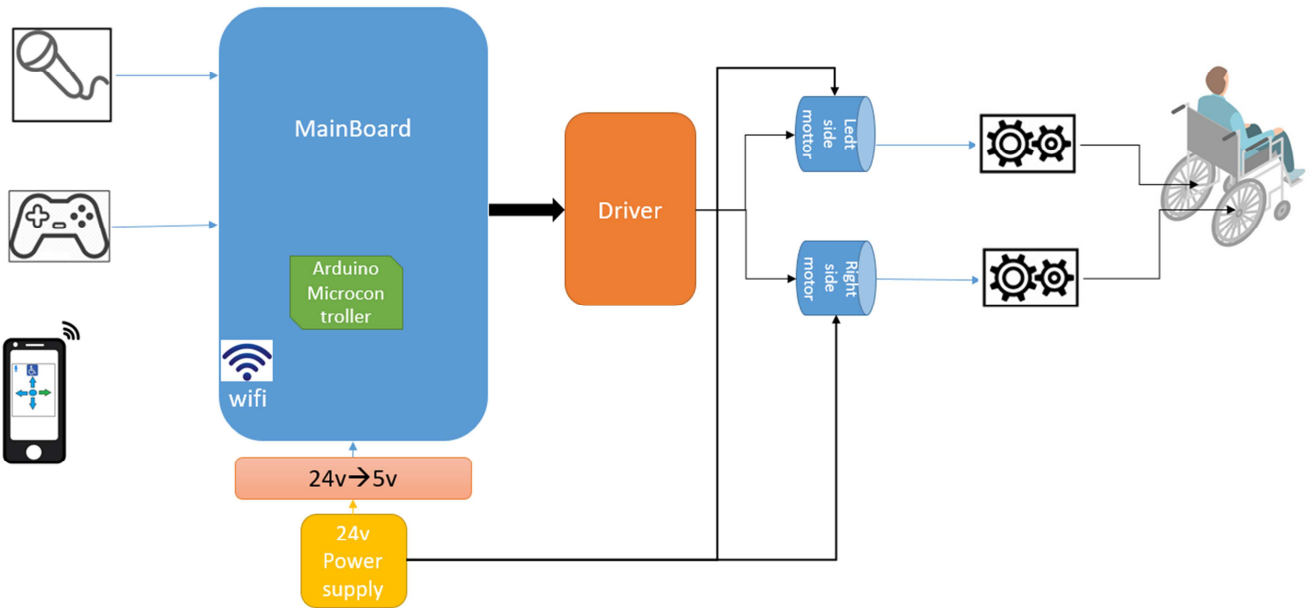 MainBoard
Arduino
Microcon
troller
wifi
24v→5v
24v
Power
supply
Driver
Ledt
side
mottor
Right
side
motor